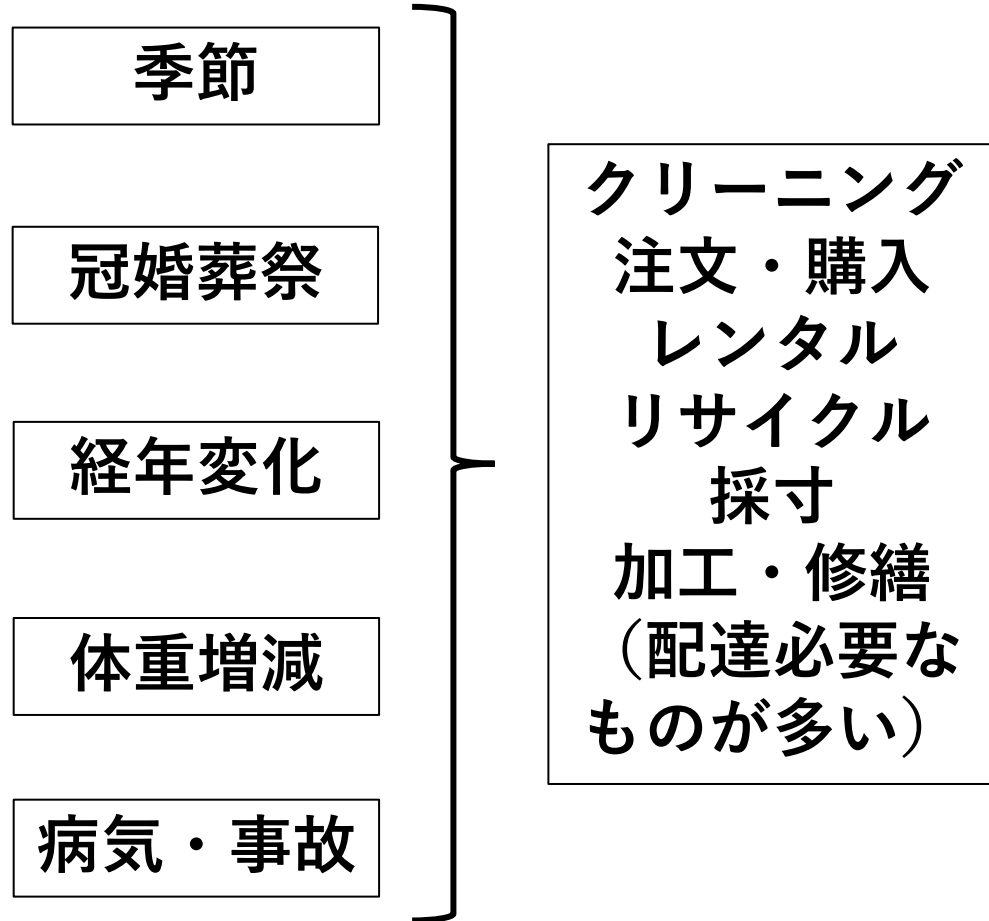 季節
冠婚葬祭
経年変化
体重増減
病気・事故
クリーニング
注文・購入
レンタル
リサイクル
採寸
加工・修繕
（配達必要な
ものが多い）